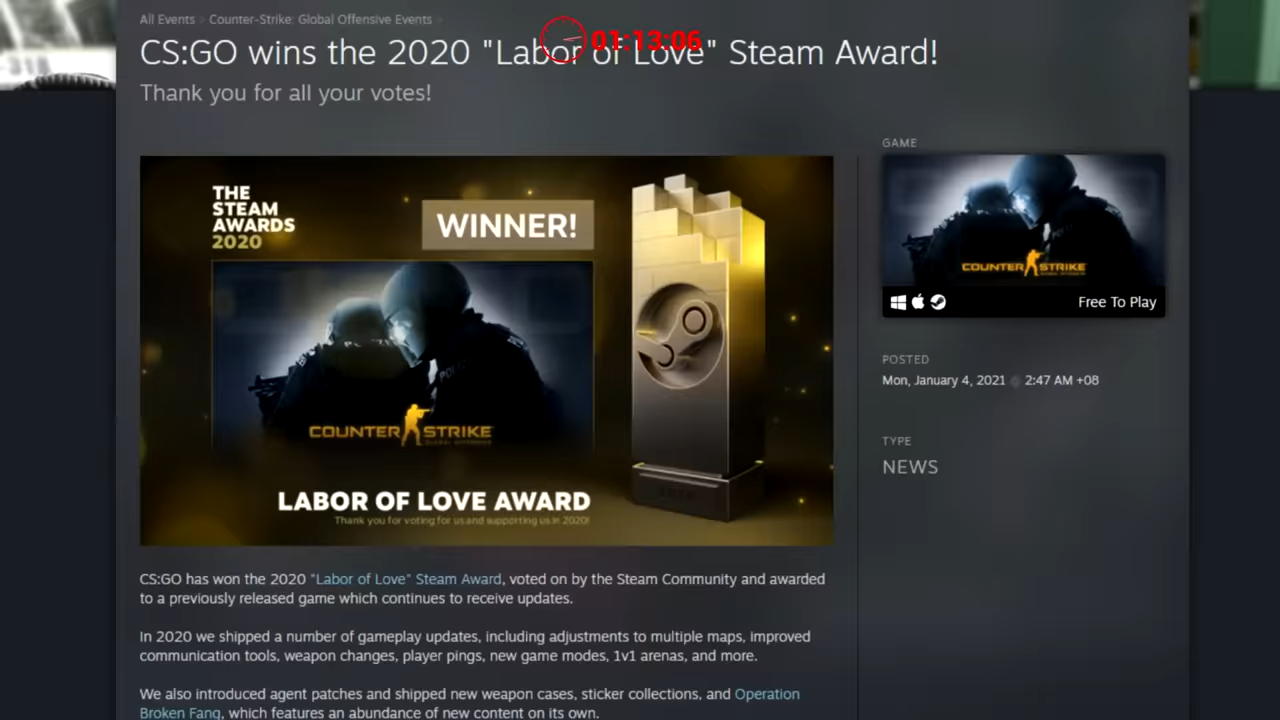 All Events > Counter-Strike: Global Offensive Events >
01:13:06
CS:GO wins the 2020 "Labor of Love" Steam Award!
Thank you for all your votes!
THE
STEAM
AWARDS
2020
WINNER!
COUNTER STRIKE
GLOBAL OFFENSIVE
LABOR OF LOVE AWARD
Thank you for voting for us and supporting us in 2020!
CS:GO has won the 2020 "Labor of Love" Steam Award, voted on by the Steam Community and awarded
to a previously released game which continues to receive updates.
In 2020 we shipped a number of gameplay updates, including adjustments to multiple maps, improved
communication tools, weapon changes, player pings, new game modes, 1v1 arenas, and more.
We also introduced agent patches and shipped new weapon cases, sticker collections, and Operation
Broken Fang, which features an abundance of new content on its own.
GAME
COUNTER STRIKE
Free To Play
POSTED
Mon, January 4, 2021 2:47 AM +08
TYPE
NEWS